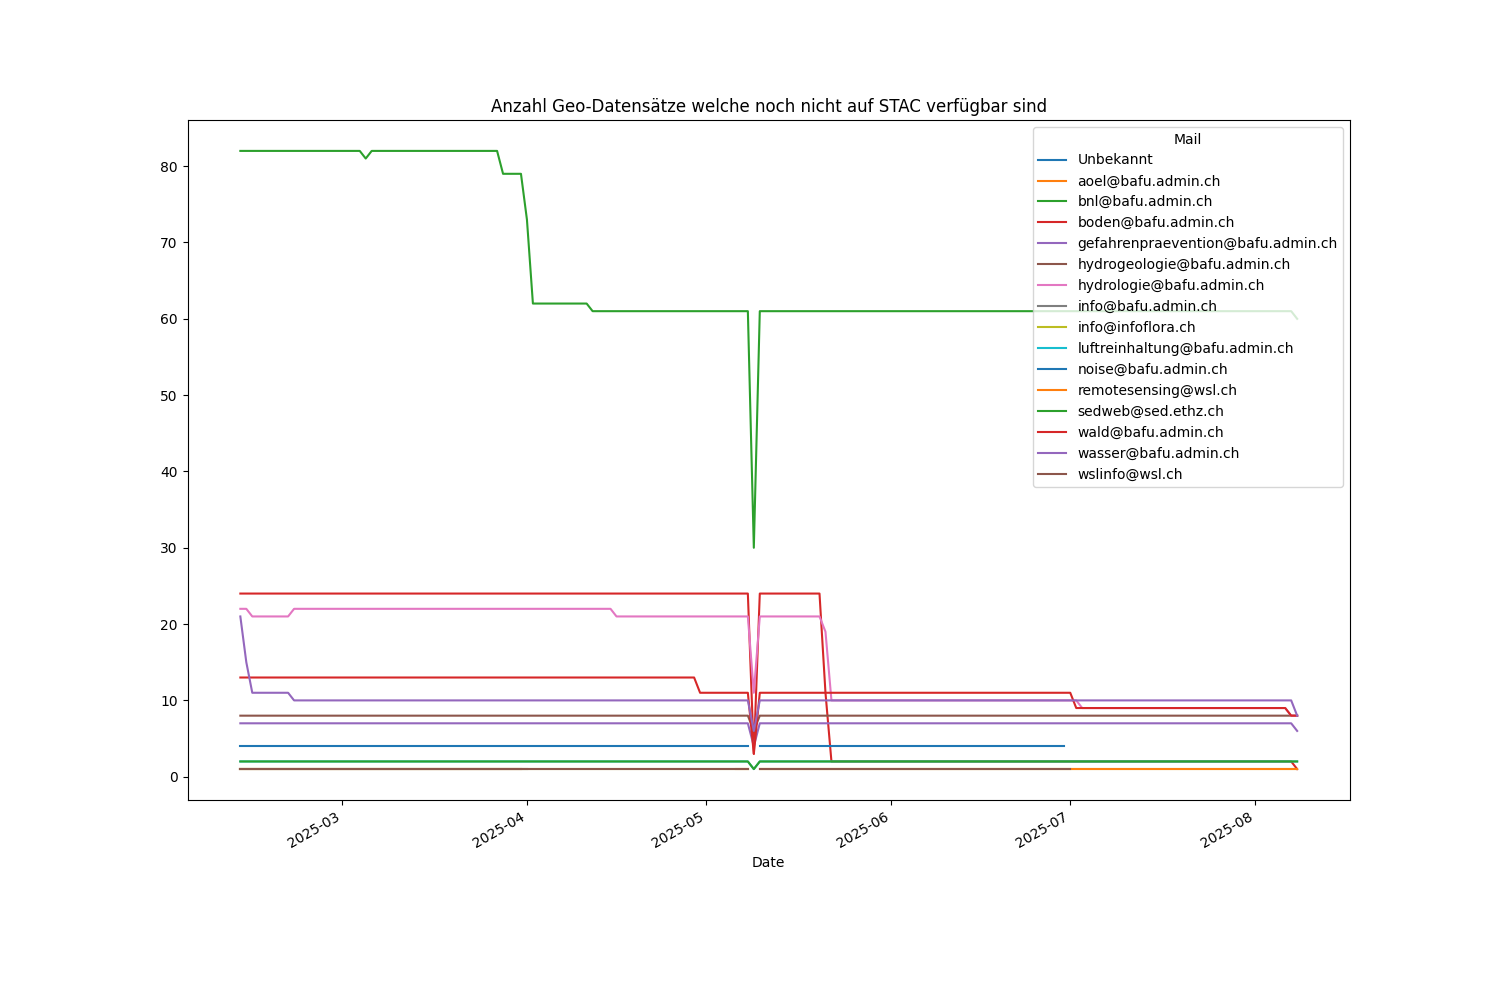 Anzahl Geo-Datensätze welche noch nicht auf STAC verfügbar sind
Mail
Unbekannt
aoel@bafu.admin.ch
bnl@bafu.admin.ch
boden@bafu.admin.ch
gefahrenpraevention@bafu.admin.ch
hydrogeologie@bafu.admin.ch
hydrologie@bafu.admin.ch
info@bafu.admin.ch
info@infoflora.ch
luftreinhaltung@bafu.admin.ch
noise@bafu.admin.ch
remotesensing@wsl.ch
sedweb@sed.ethz.ch
wald@bafu.admin.ch
wasser@bafu.admin.ch
wslinfo@wsl.ch
80
70
60
50
40
30
20
10
0
2025-03
2025-04
2025-05
2025-06
2025-07
2025-08
Date